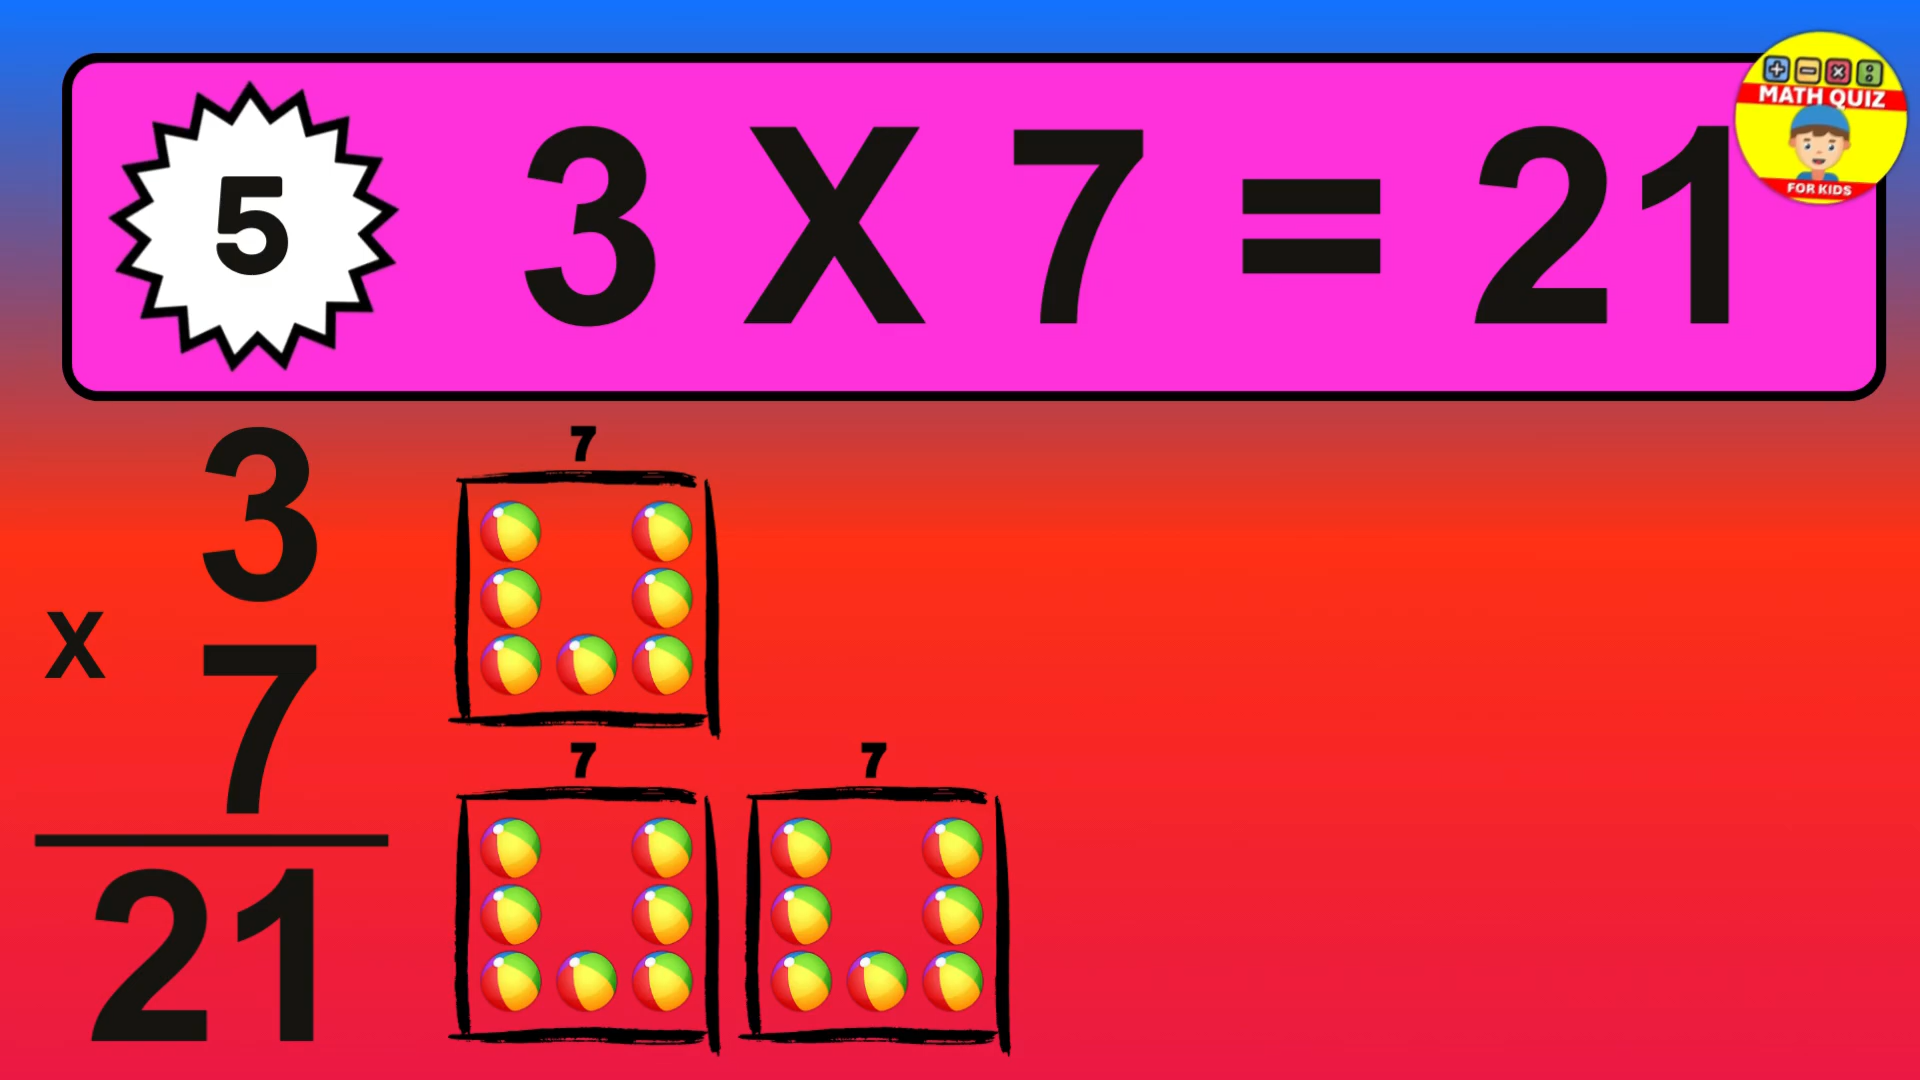 5 3 X 7 = 21
+ - x :
MATH QUIZ
FOR KIDS
3
x 7
21
7
7 7